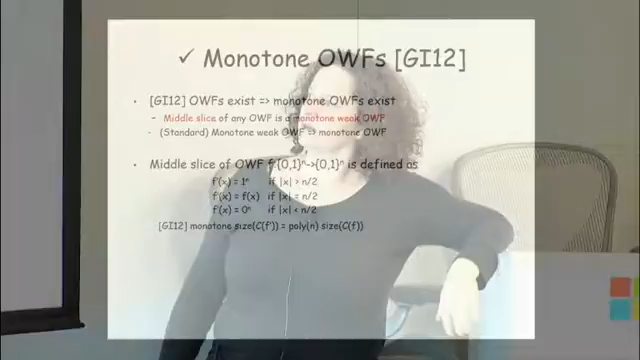 ✓ Monotone OWFs [GI12]
• [GI12] OWFs exist => monotone OWFs exist
– Middle slice of any OWF is a monotone weak OWF
- (Standard) Monotone weak OWF => monotone OWF
• Middle slice of OWF f:{0,1}ⁿ->{0,1}ⁿ is defined as
f'(x) = 1ⁿ if |x| > n/2
f'(x) = f(x) if |x| = n/2
f'(x) = 0ⁿ if |x| < n/2
[GI12] monotone size(C(f')) = poly(n) size(C(f))